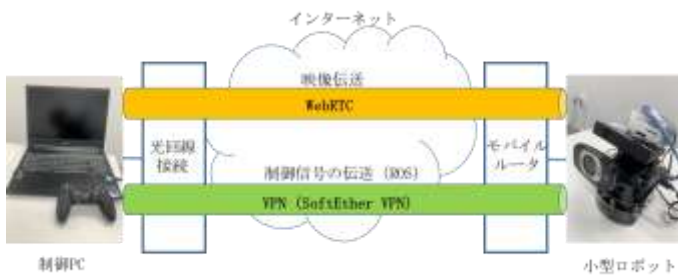 インターネット
映像伝送
WebRTC
光回線
接続
モバイル
ルータ
制御信号の伝送 (ROS)
VPN (SoftEther VPN)
制御PC
小型ロボット